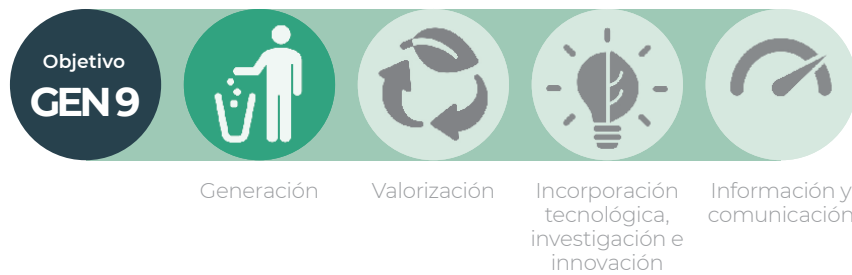 Objetivo
GEN 9
Generación
Valorización
Incorporación
tecnológica,
investigación e
innovación
Información y
comunicación